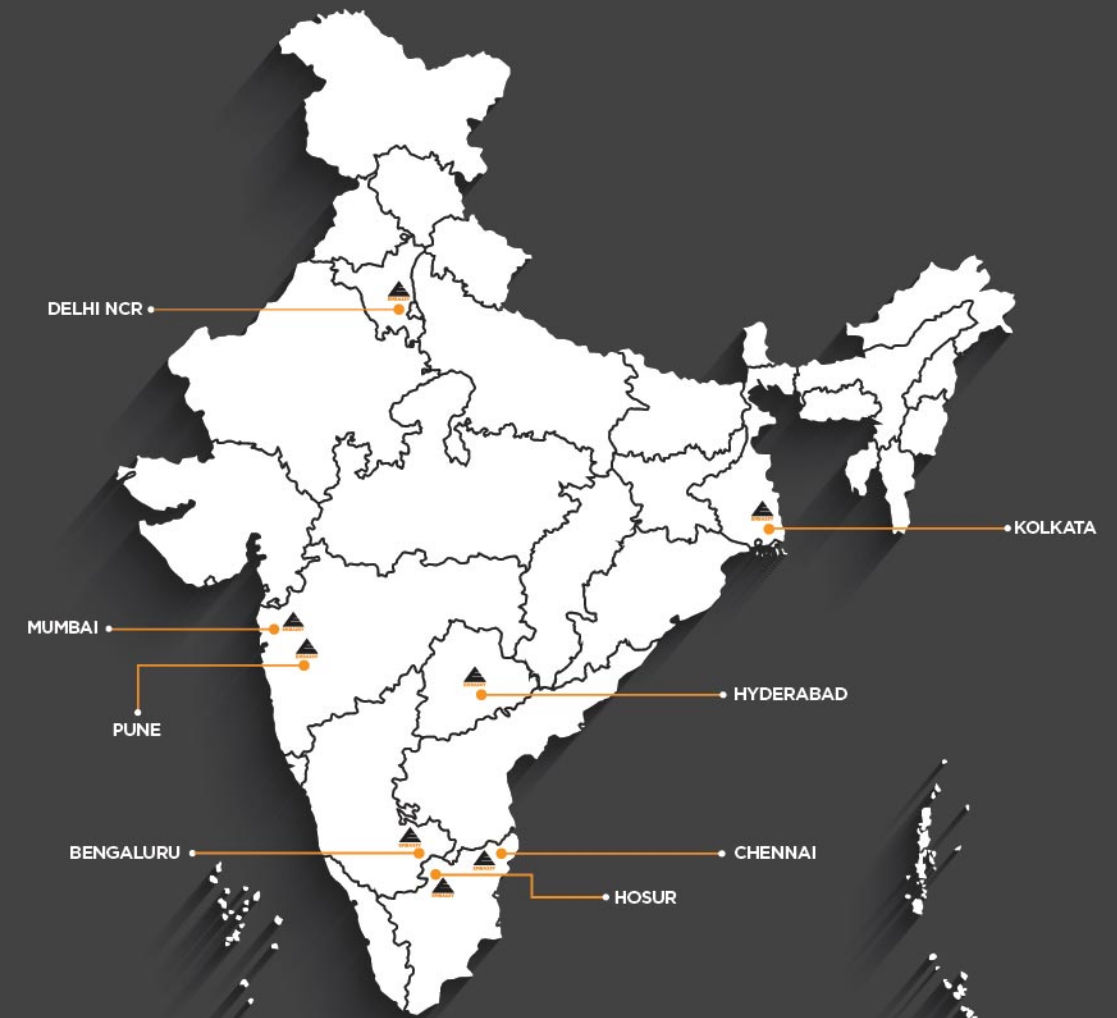 DELHI NCR
KOLKATA
MUMBAI
HYDERABAD
PUNE
BENGALURU
CHENNAI
HOSUR